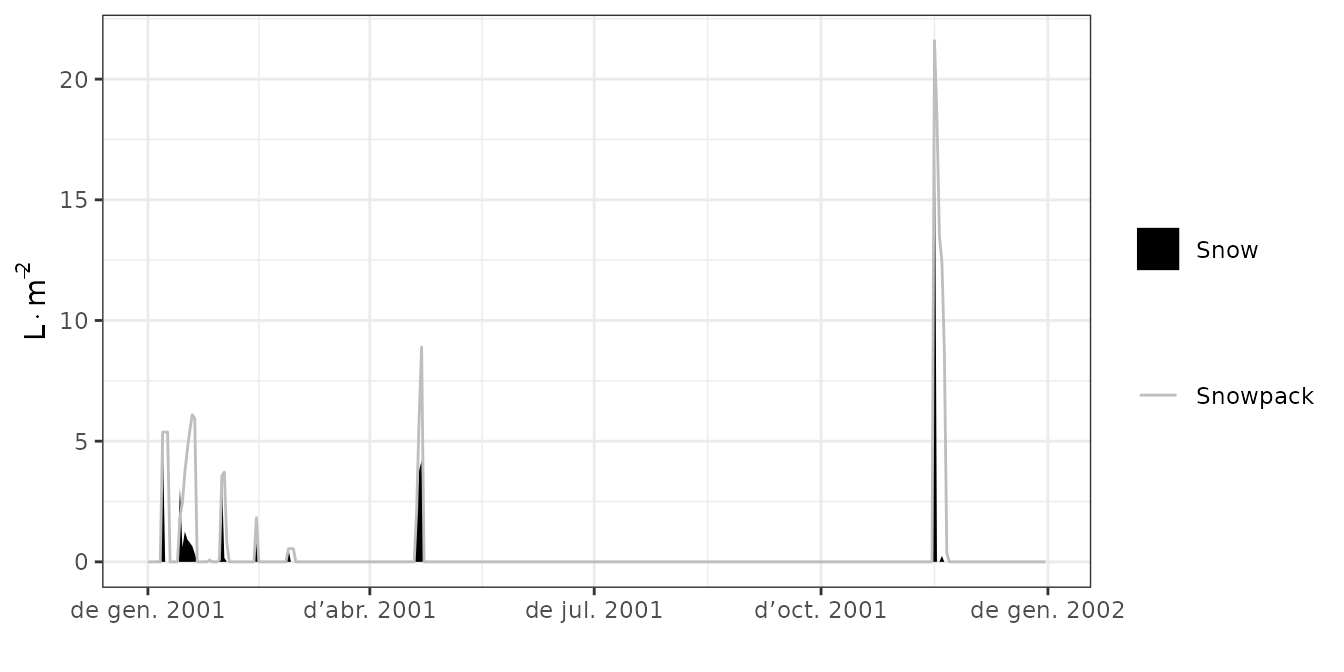 20
15
10
5
0
L · m⁻²
de gen. 2001
d’abr. 2001
de jul. 2001
d’oct. 2001
de gen. 2002
Snow
Snowpack